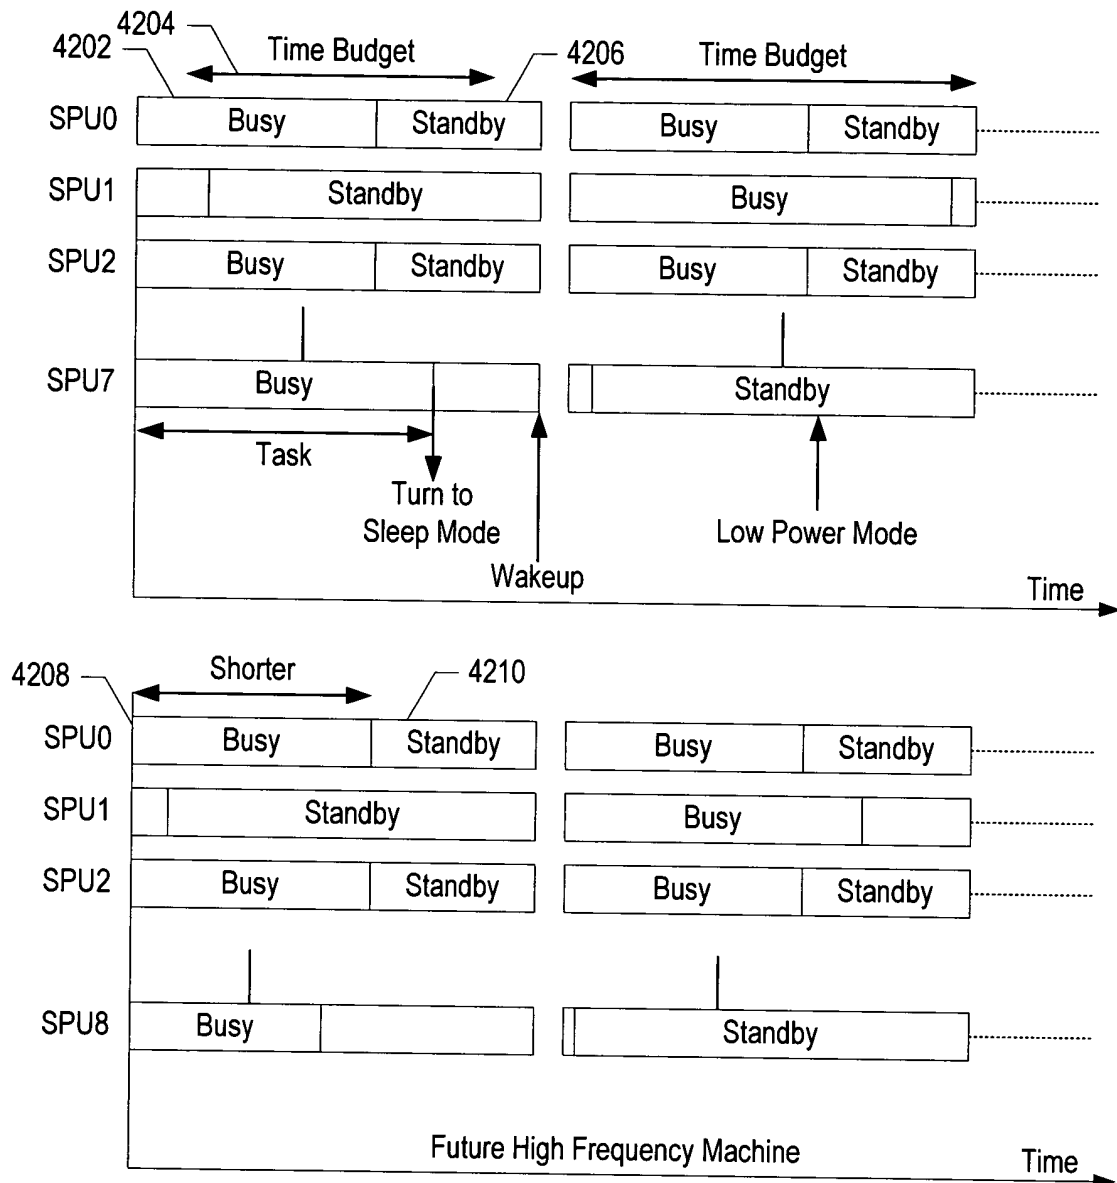 4204
4202
Time Budget
4206
Time Budget
SPU0
Busy
Standby
Busy
Standby
SPU1
Standby
Busy
SPU2
Busy
Standby
Busy
Standby
SPU7
Busy
Standby
Task
Turn to
Sleep Mode
Low Power Mode
Wakeup
Time
4208
Shorter
4210
SPU0
Busy
Standby
Busy
Standby
SPU1
Standby
Busy
SPU2
Busy
Standby
Busy
Standby
SPU8
Busy
Standby
Future High Frequency Machine
Time